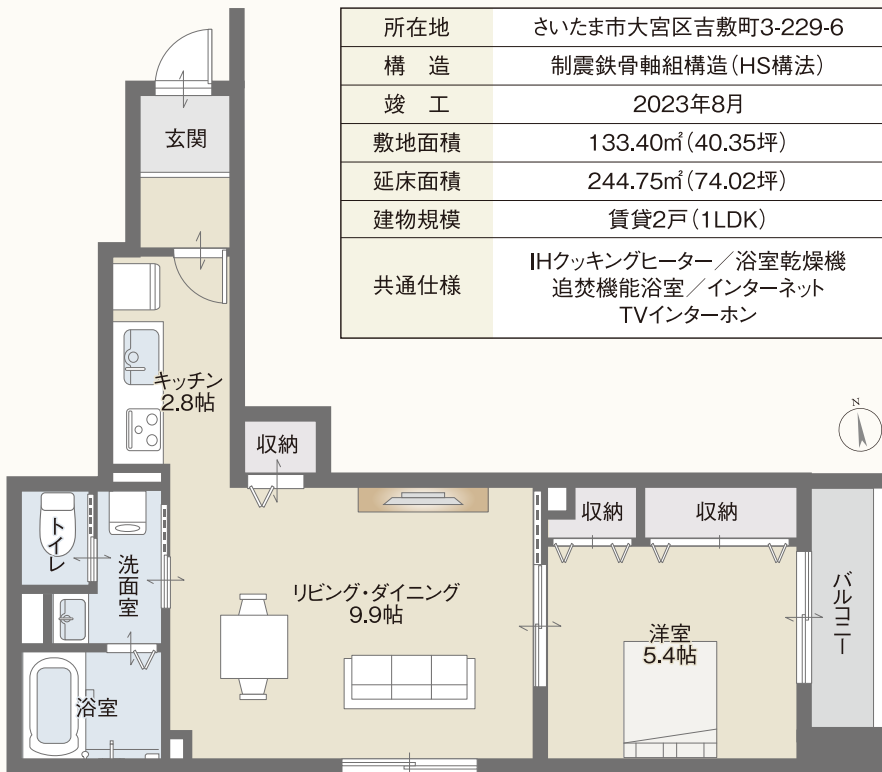 所在地 さいたま市大宮区吉敷町3-229-6
構 造 制震鉄骨軸組構造(HS構法)
竣 工 2023年8月
敷地面積 133.40㎡(40.35坪)
延床面積 244.75㎡(74.02坪)
建物規模 賃貸2戸(1LDK)
共通仕様 IHクッキングヒーター／浴室乾燥機
追焚機能浴室／インターネット
TVインターホン
玄関
キッチン
2.8帖
N
収納
収納
収納
トイレ
洗面室
リビング・ダイニング
9.9帖
洋室
5.4帖
バルコニー
浴室